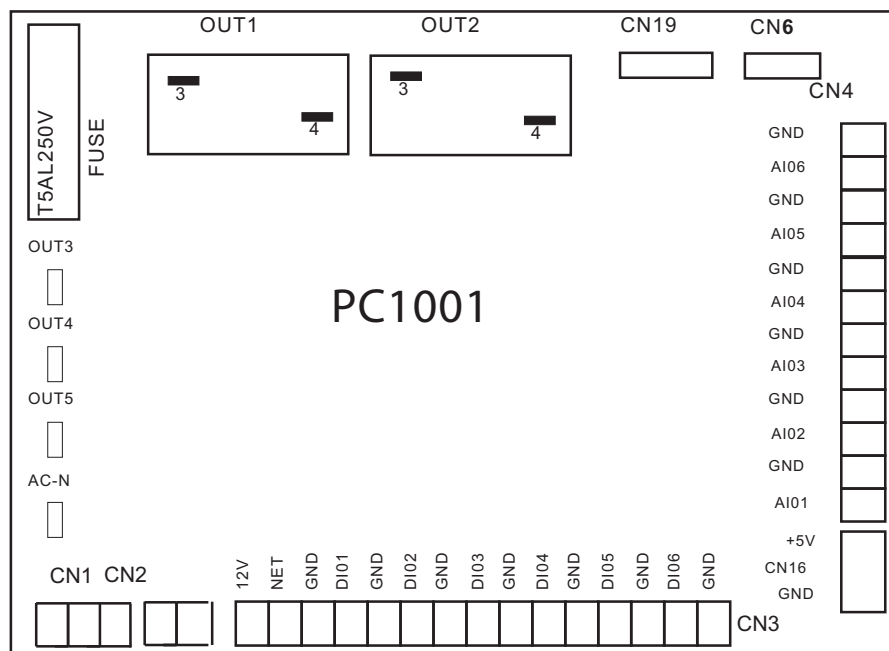 OUT1
OUT2
CN19
CN6
CN4
T5AL250V
FUSE
3
4
3
4
GND
AI06
GND
AI05
GND
AI04
GND
AI03
GND
AI02
GND
AI01
+5V
CN16
GND
OUT3
OUT4
OUT5
AC-N
PC1001
CN1
CN2
12V
NET
GND
DI01
GND
DI02
GND
DI03
GND
DI04
GND
DI05
GND
DI06
GND
CN3